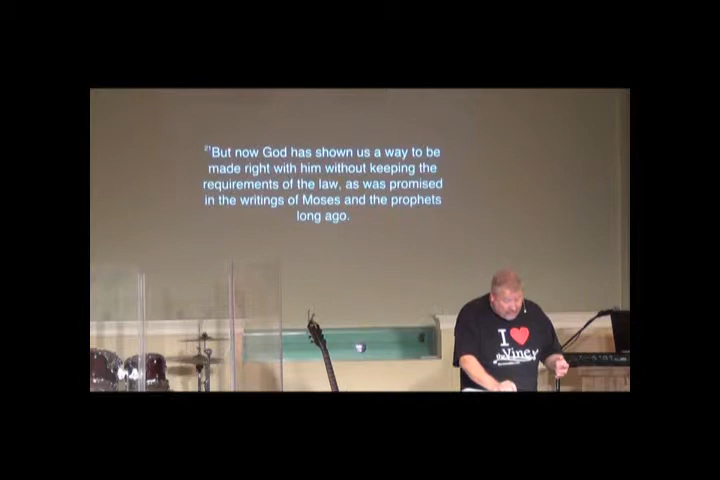 ²¹But now God has shown us a way to be
made right with him without keeping the
requirements of the law, as was promised
in the writings of Moses and the prophets
long ago.
I ♥
the Vine